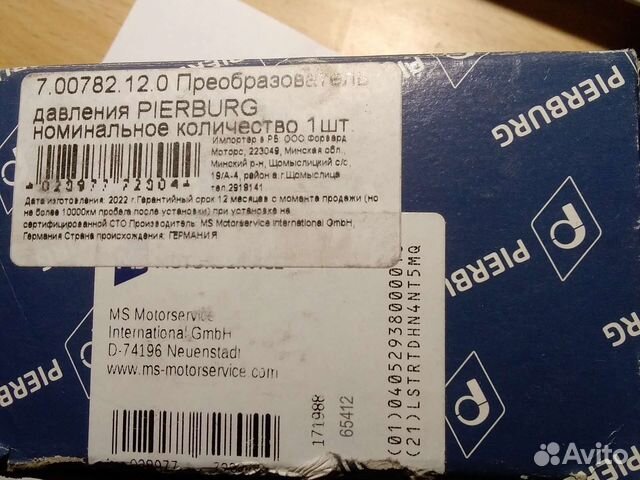 7.00782.12.0 Преобразователь
давления PIERBURG
номинальное количество 1шт.
Импортер в РБ: ООО Форвард
Моторс, 223049, Минская обл.,
Минский р-н, Щомыслицкий с/с
19/А-4, район а.г.Щомыслица
тел.2919141
Дата изготовления: 2022 г.Гарантийный срок 12 месяцев с момента продажи (но
не более 10000км пробега после установки) при установке на
сертифицированной СТО Производитель: MS Motorservice International GmbH,
Германия Страна происхождения: ГЕРМАНИЯ
MS Motorservice
International GmbH
D-74196 Neuenstadt
www.ms-motorservice.com
171988
65412
(21)LSTRTDHN4NT5MQ
PIERBURG
PIERBURG
PIERBURG
PIERBURG
Avito